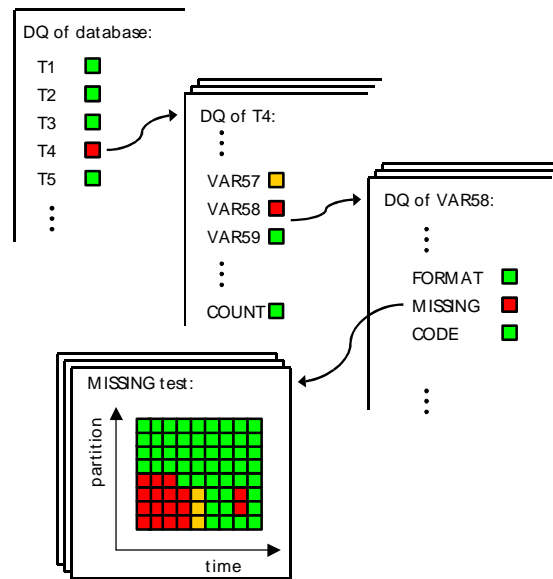 DQ of database:
T1
T2
T3
T4
T5
DQ of T4:
VAR57
VAR58
VAR59
COUNT
DQ of VAR58:
FORMAT
MISSING
CODE
MISSING test:
partition
time